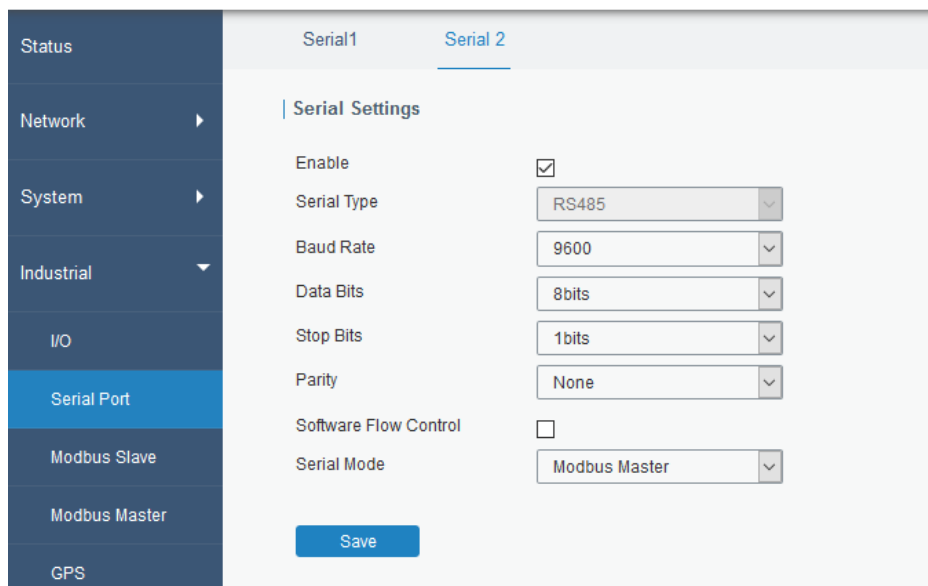 Status
Network
System
Industrial
I/O
Serial Port
Modbus Slave
Modbus Master
GPS
Serial1 Serial 2
Serial Settings
Enable
Serial Type RS485
Baud Rate 9600
Data Bits 8bits
Stop Bits 1bits
Parity None
Software Flow Control
Serial Mode Modbus Master
Save